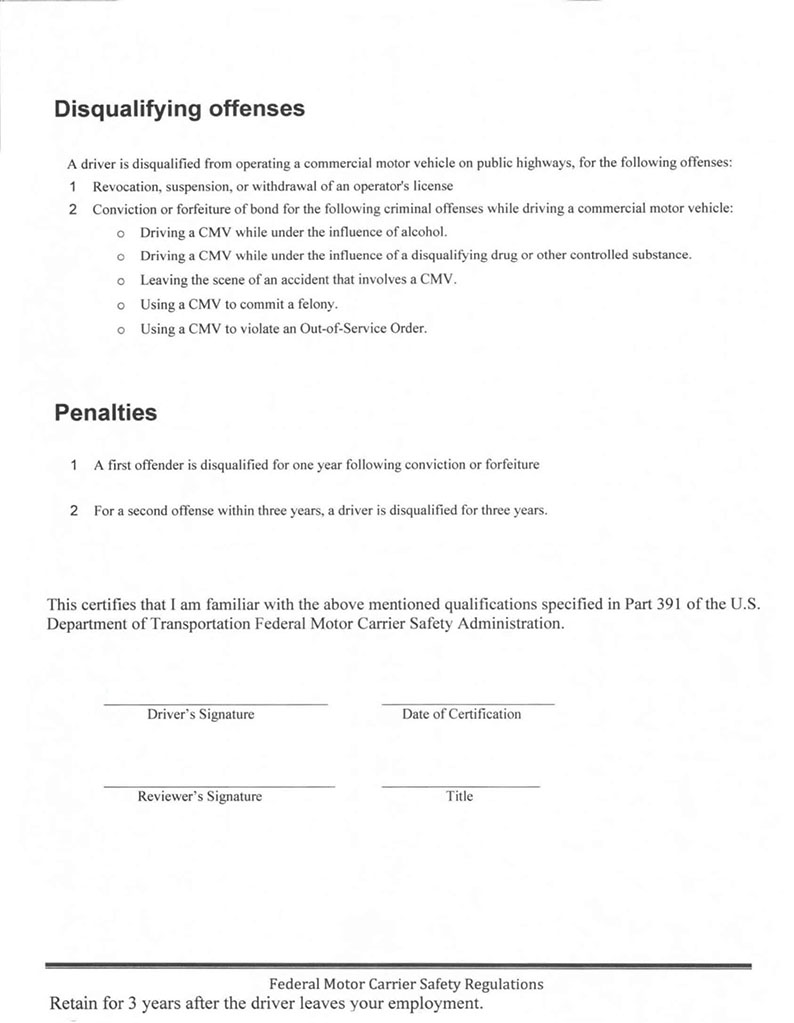 Disqualifying offenses
A driver is disqualified from operating a commercial motor vehicle on public highways, for the following offenses:
1 Revocation, suspension, or withdrawal of an operator's license
2 Conviction or forfeiture of bond for the following criminal offenses while driving a commercial motor vehicle:
o Driving a CMV while under the influence of alcohol.
o Driving a CMV while under the influence of a disqualifying drug or other controlled substance.
o Leaving the scene of an accident that involves a CMV.
o Using a CMV to commit a felony.
o Using a CMV to violate an Out-of-Service Order.
Penalties
1 A first offender is disqualified for one year following conviction or forfeiture
2 For a second offense within three years, a driver is disqualified for three years.
This certifies that I am familiar with the above mentioned qualifications specified in Part 391 of the U.S.
Department of Transportation Federal Motor Carrier Safety Administration.
Driver's Signature Date of Certification
Reviewer's Signature Title
Federal Motor Carrier Safety Regulations
Retain for 3 years after the driver leaves your employment.